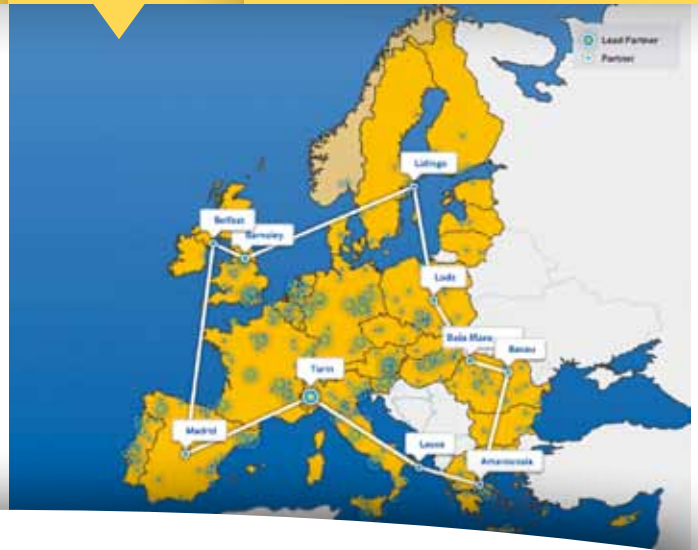 Lead Partner
Partner
Lidingo
Belfast
Barnsley
Lodz
Baia Mare
Bacau
Turin
Madrid
Lecce
Amaroussio